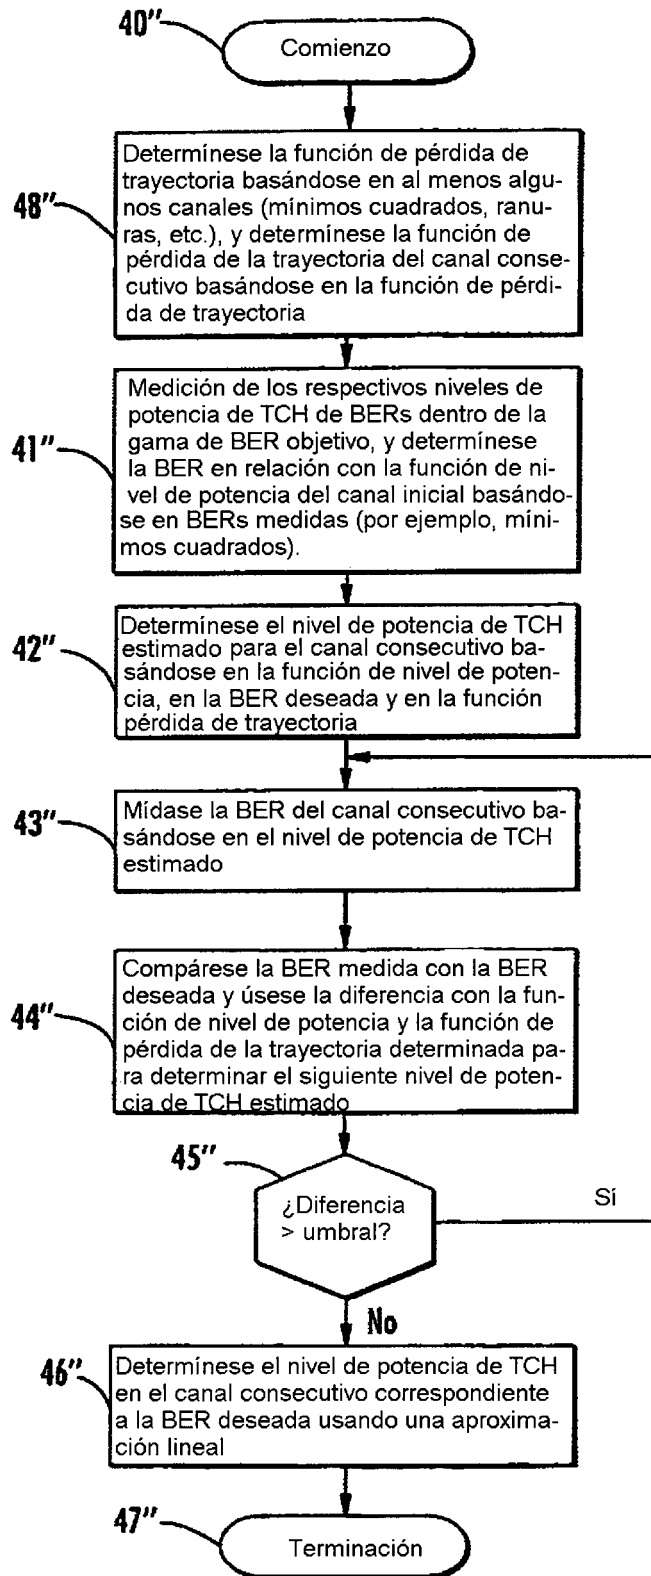 40"
Comienzo
48"
Determínese la función de pérdida de
trayectoria basándose en al menos algu-
nos canales (mínimos cuadrados, ranu-
ras, etc.), y determínese la función de
pérdida de la trayectoria del canal conse-
cutivo basándose en la función de pérdi-
da de trayectoria
41"
Medición de los respectivos niveles de
potencia de TCH de BERs dentro de la
gama de BER objetivo, y determínese
la BER en relación con la función de ni-
vel de potencia del canal inicial basándo-
se en BERs medidas (por ejemplo, míni-
mos cuadrados).
42"
Determínese el nivel de potencia de TCH
estimado para el canal consecutivo ba-
sándose en la función de nivel de poten-
cia, en la BER deseada y en la función
pérdida de trayectoria
43"
Mídase la BER del canal consecutivo ba-
sándose en el nivel de potencia de TCH
estimado
44"
Compárese la BER medida con la BER
deseada y úsese la diferencia con la fun-
ción de nivel de potencia y la función de
pérdida de la trayectoria determinada pa-
ra determinar el siguiente nivel de poten-
cia de TCH estimado
45"
¿Diferencia
> umbral?
Sí
No
46"
Determínese el nivel de potencia de TCH
en el canal consecutivo correspondiente
a la BER deseada usando una aproxima-
ción lineal
47"
Terminación